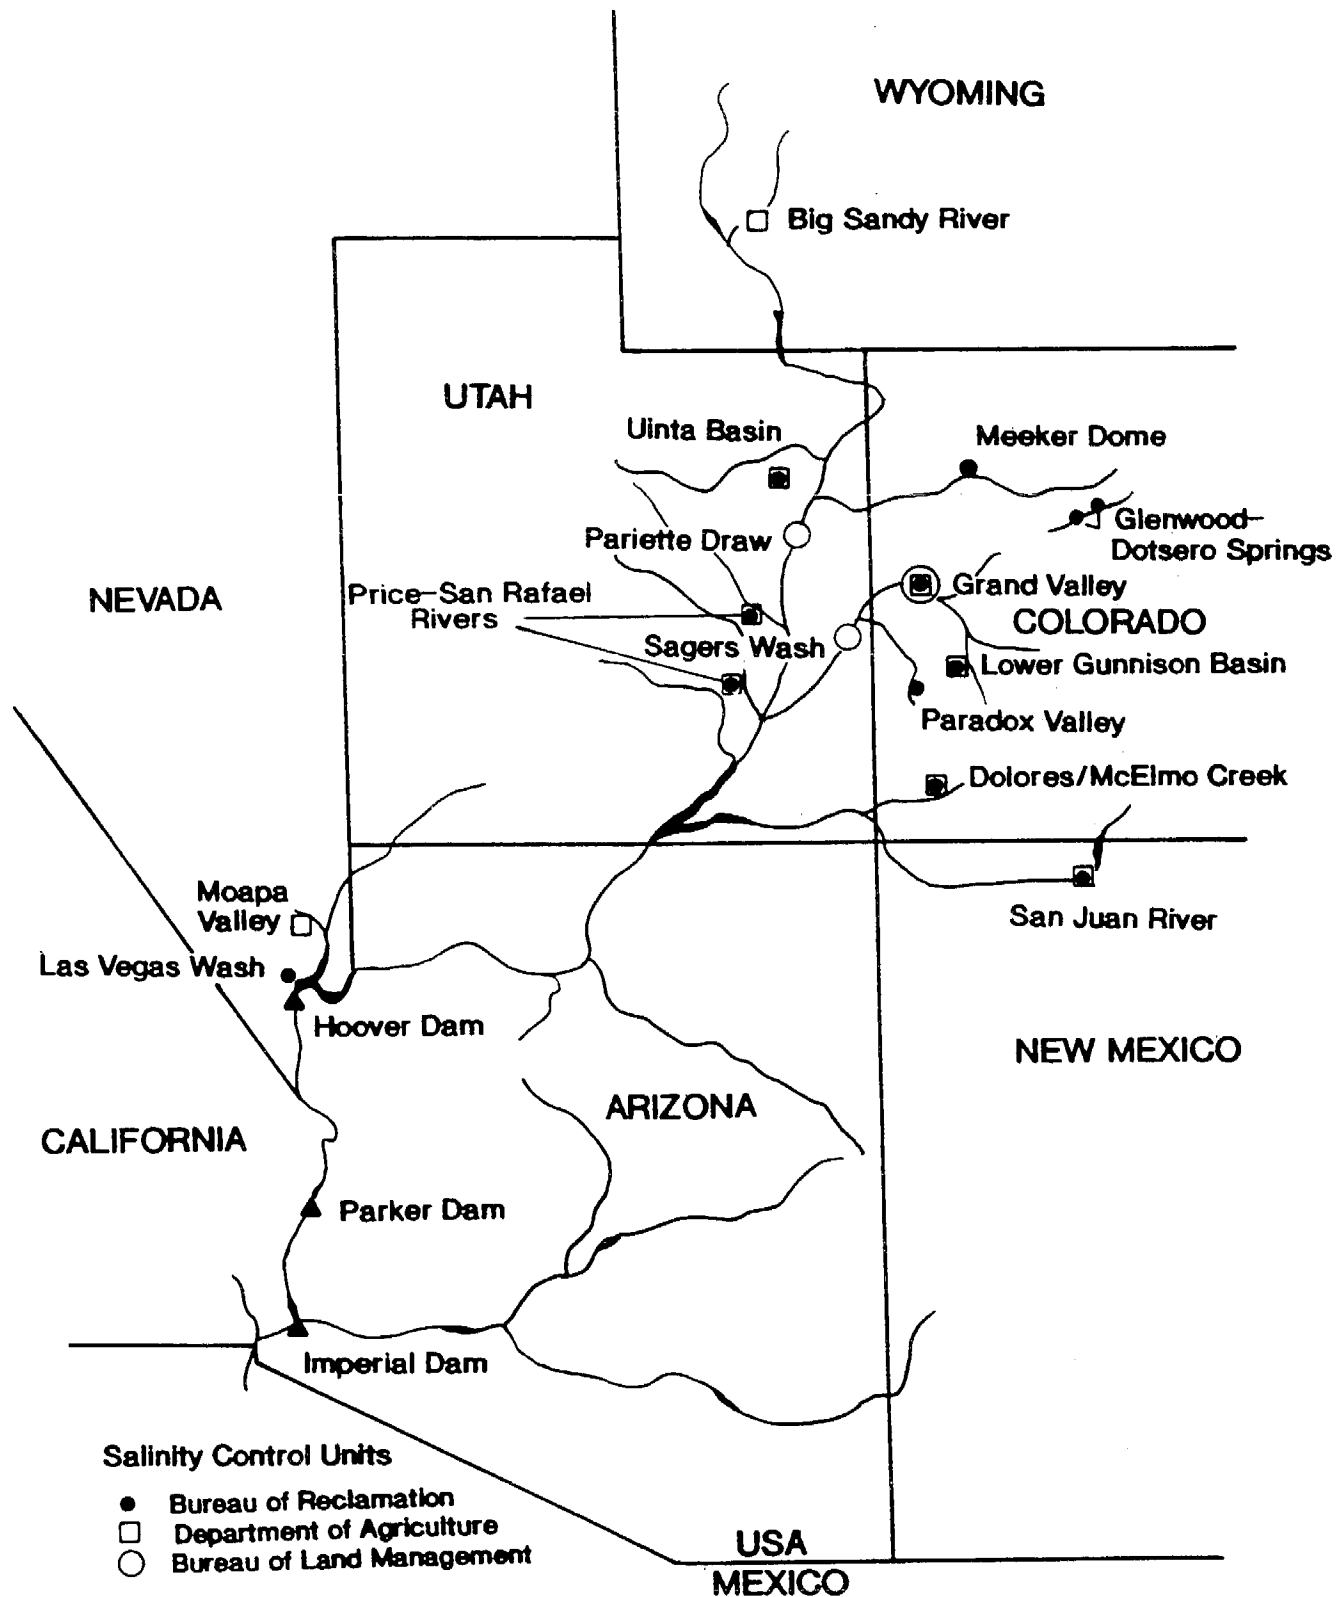 WYOMING
Big Sandy River
UTAH
Uinta Basin
Meeker Dome
Glenwood-
Dotsero Springs
Pariette Draw
Grand Valley
NEVADA
Price-San Rafael
Rivers
COLORADO
Sagers Wash
Lower Gunnison Basin
Paradox Valley
Dolores/McElmo Creek
Moapa
Valley
San Juan River
Las Vegas Wash
Hoover Dam
NEW MEXICO
ARIZONA
CALIFORNIA
Parker Dam
Imperial Dam
Salinity Control Units
Bureau of Reclamation
Department of Agriculture
Bureau of Land Management
USA
MEXICO